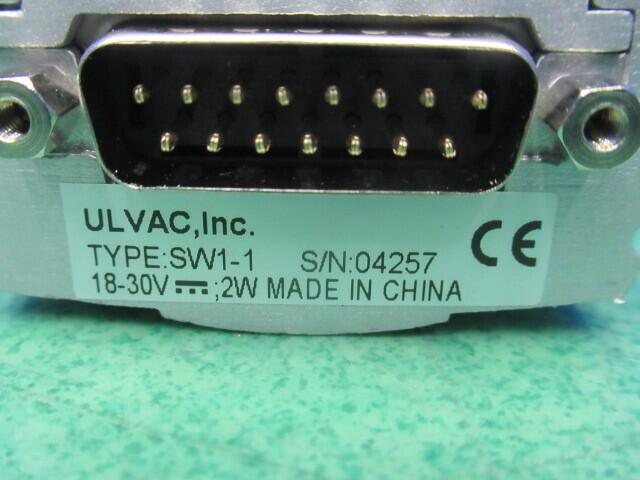 ULVAC,Inc.
TYPE:SW1-1 S/N:04257 CE
18-30V⎓;2W MADE IN CHINA